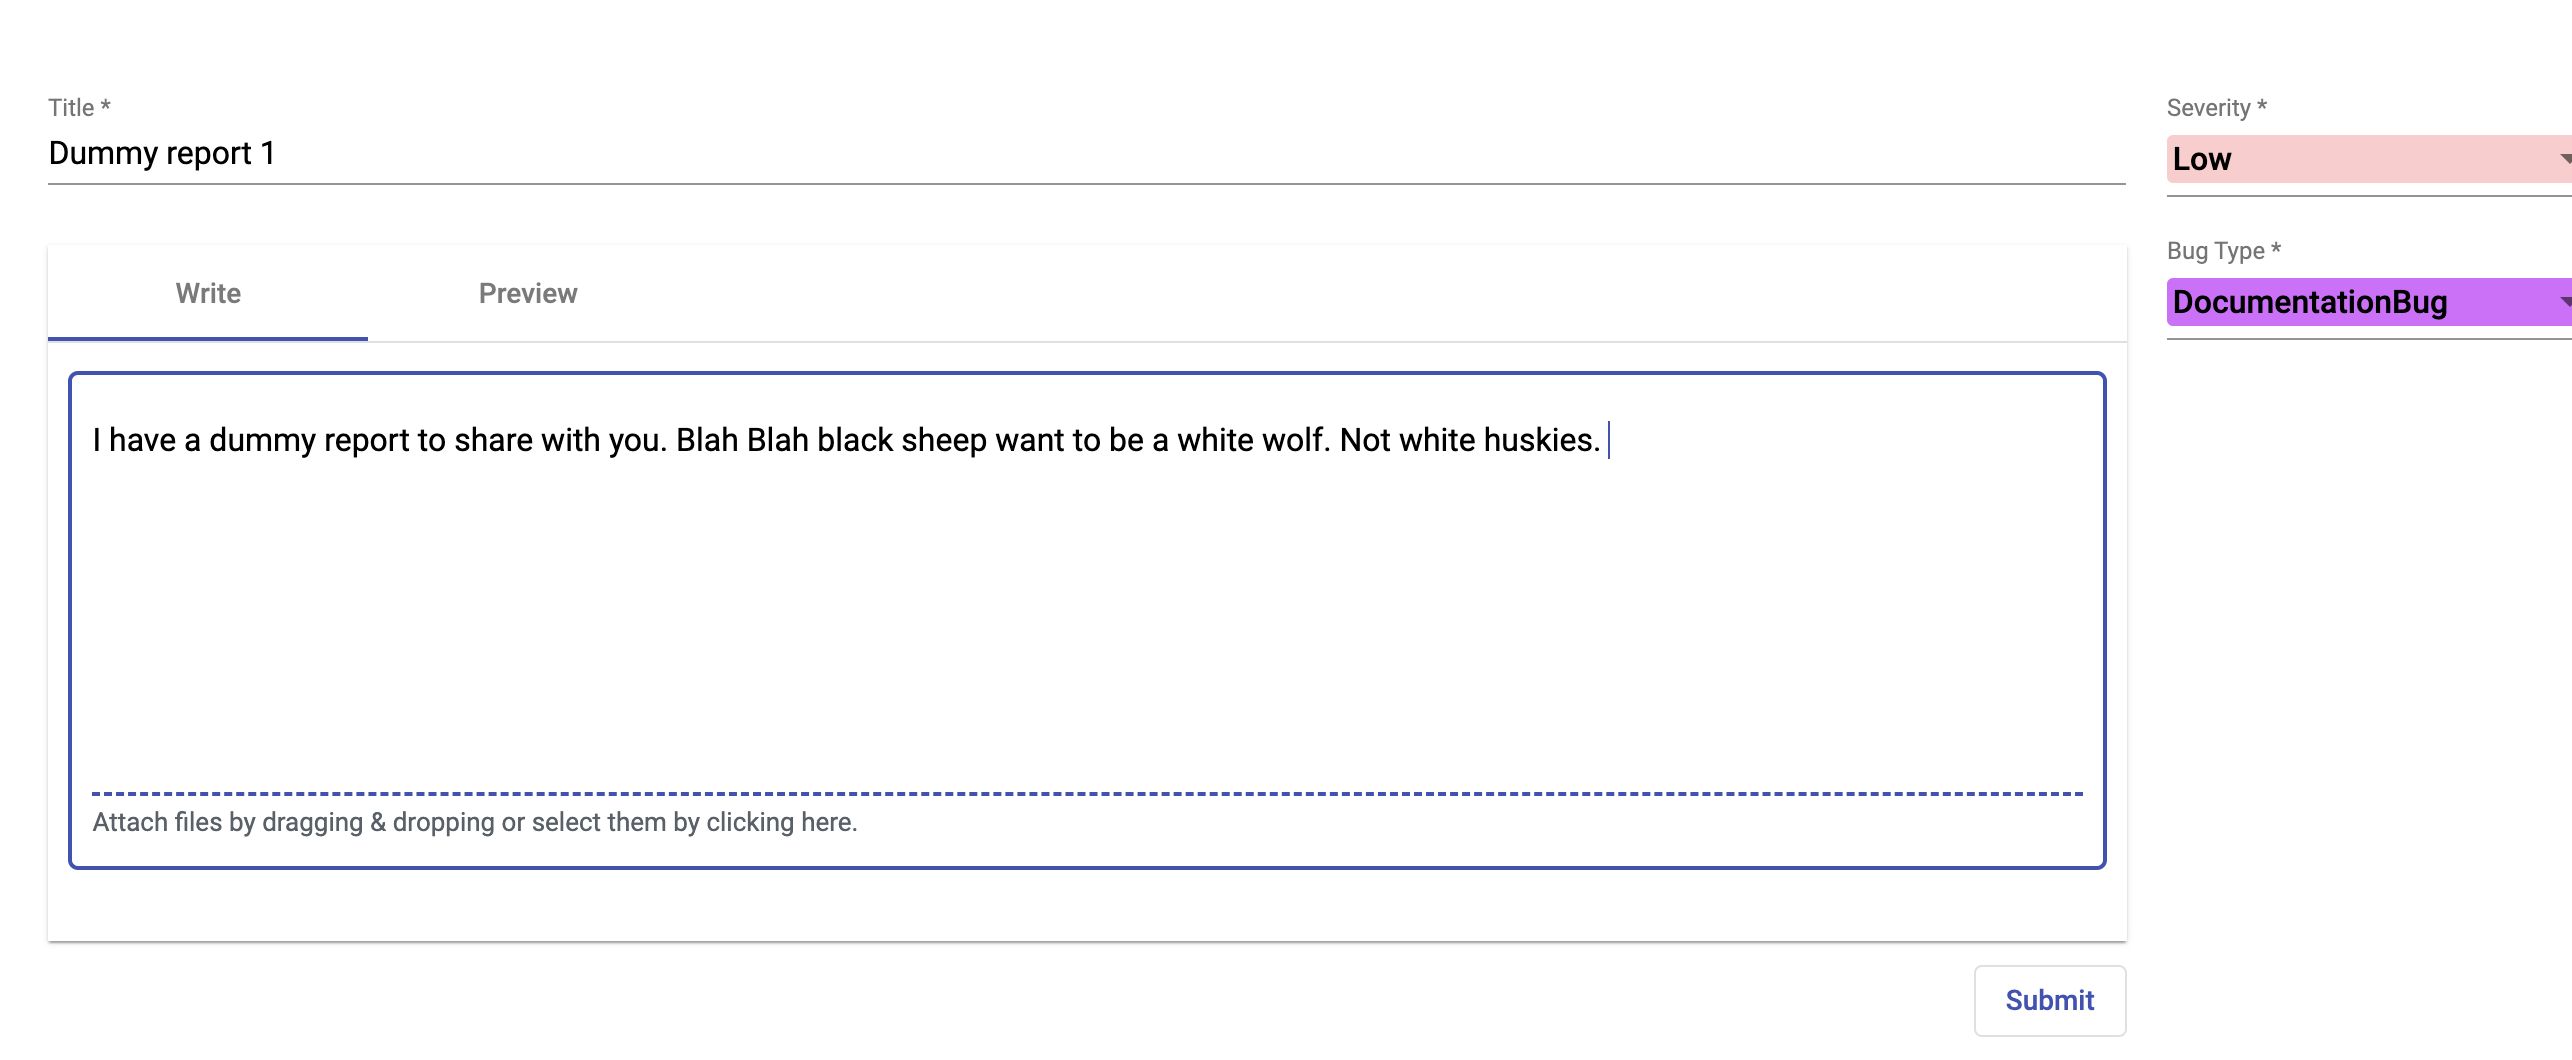 Title *
Dummy report 1
Severity *
Low
Bug Type *
DocumentationBug
Write
Preview
I have a dummy report to share with you. Blah Blah black sheep want to be a white wolf. Not white huskies.
Attach files by dragging & dropping or select them by clicking here.
Submit